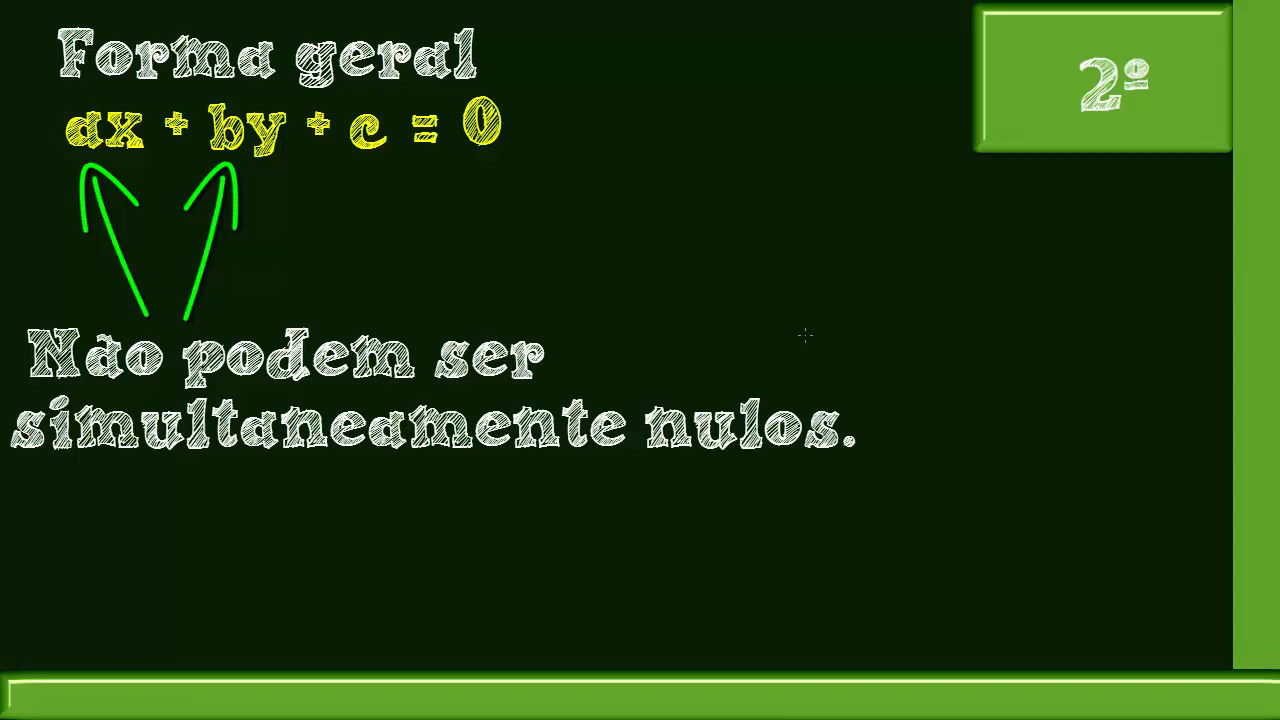 Forma geral
ax + by + c = 0
2º
Não podem ser
simultaneamente nulos.